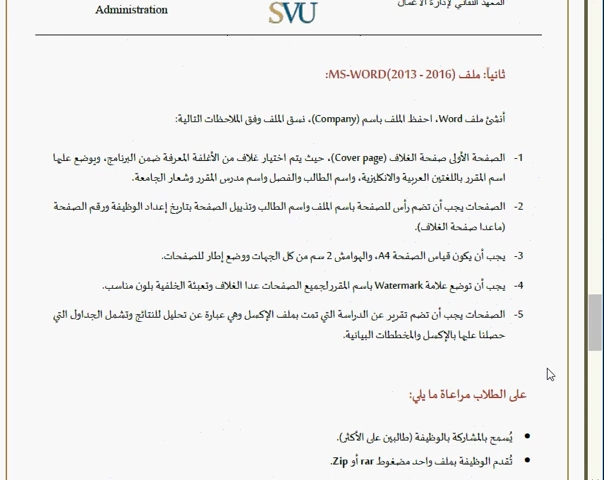 Administration
SVU
المعهد التقاني لإدارة الأعمال
ثانياً: ملف MS-WORD(2013 - 2016):
أنشئ ملف Word، احفظ الملف باسم (Company)، نسق الملف وفق الملاحظات التالية:
1- الصفحة الأولى صفحة الغلاف (Cover page)، حيث يتم اختيار غلاف من الأغلفة المعرفة ضمن البرنامج، ويوضع عليها
اسم المقرر باللغتين العربية والانكليزية، واسم الطالب والفصل واسم مدرس المقرر وشعار الجامعة.
2- الصفحات يجب أن تضم رأس للصفحة باسم الملف واسم الطالب وتذييل الصفحة بتاريخ إعداد الوظيفة ورقم الصفحة
(ماعدا صفحة الغلاف).
3- يجب أن يكون قياس الصفحة A4، والهوامش 2 سم من كل الجهات ووضع إطار للصفحات.
4- يجب أن توضع علامة Watermark باسم المقرر لجميع الصفحات عدا الغلاف وتعبئة الخلفية بلون مناسب.
5- الصفحات يجب أن تضم تقرير عن الدراسة التي تمت بملف الإكسل وهي عبارة عن تحليل للنتائج وتشمل الجداول التي
حصلنا عليها بالإكسل والمخططات البيانية.
على الطلاب مراعاة ما يلي:
• يُسمح بالمشاركة بالوظيفة (طالبين على الأكثر).
• تُقدم الوظيفة بملف واحد مضغوط rar أو Zip.